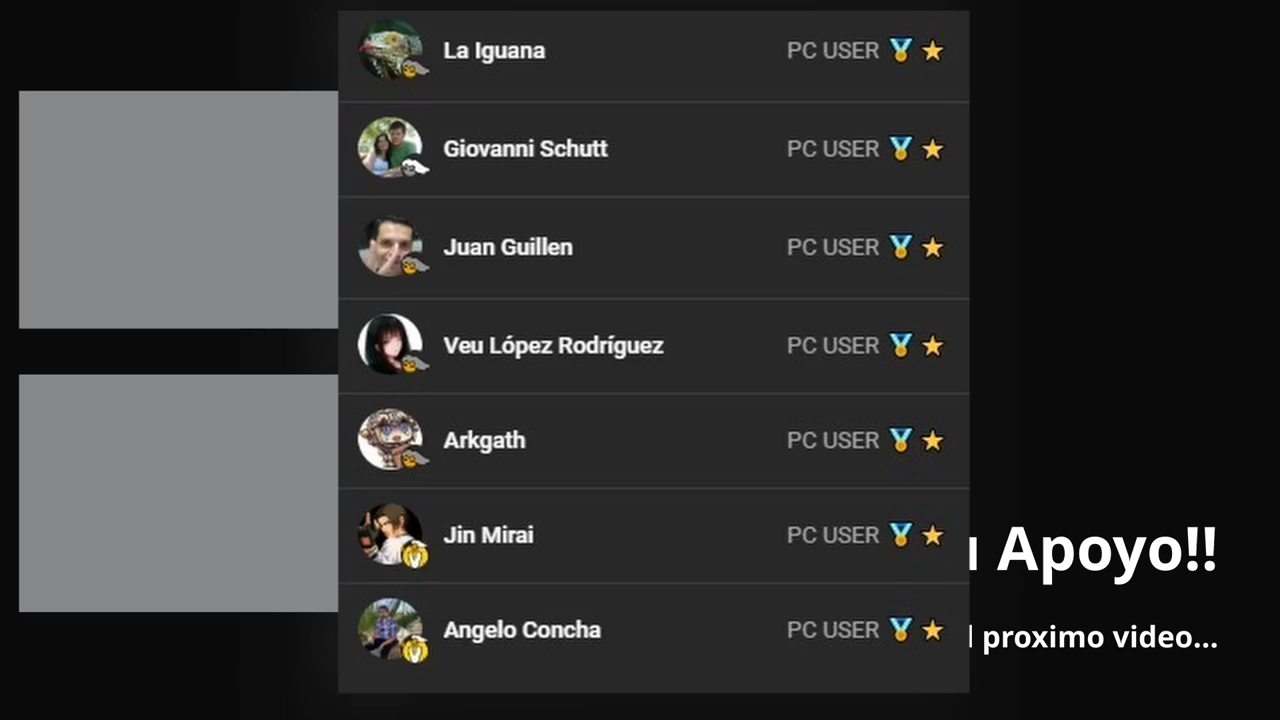 La Iguana PC USER
Giovanni Schutt PC USER
Juan Guillen PC USER
Veu López Rodríguez PC USER
Arkgath PC USER
Jin Mirai PC USER
Apoyo!!
Angelo Concha PC USER
proximo video...